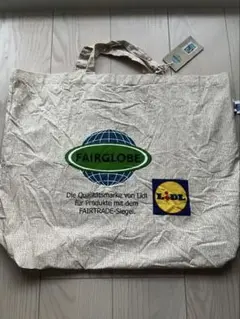 FAIRGLOBE
Die Qualitätsmarke von Lidl
für Produkte mit dem
FAIRTRADE-Siegel.
LIDL